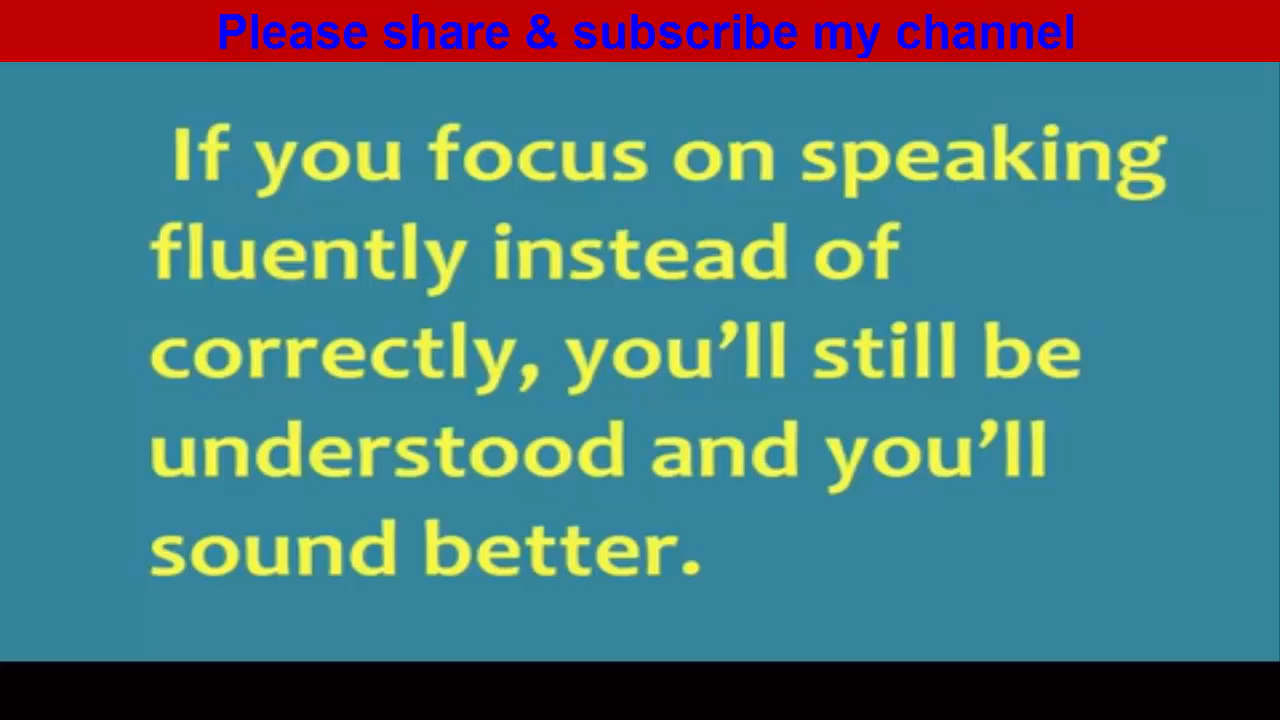 Please share & subscribe my channel
If you focus on speaking
fluently instead of
correctly, you’ll still be
understood and you’ll
sound better.